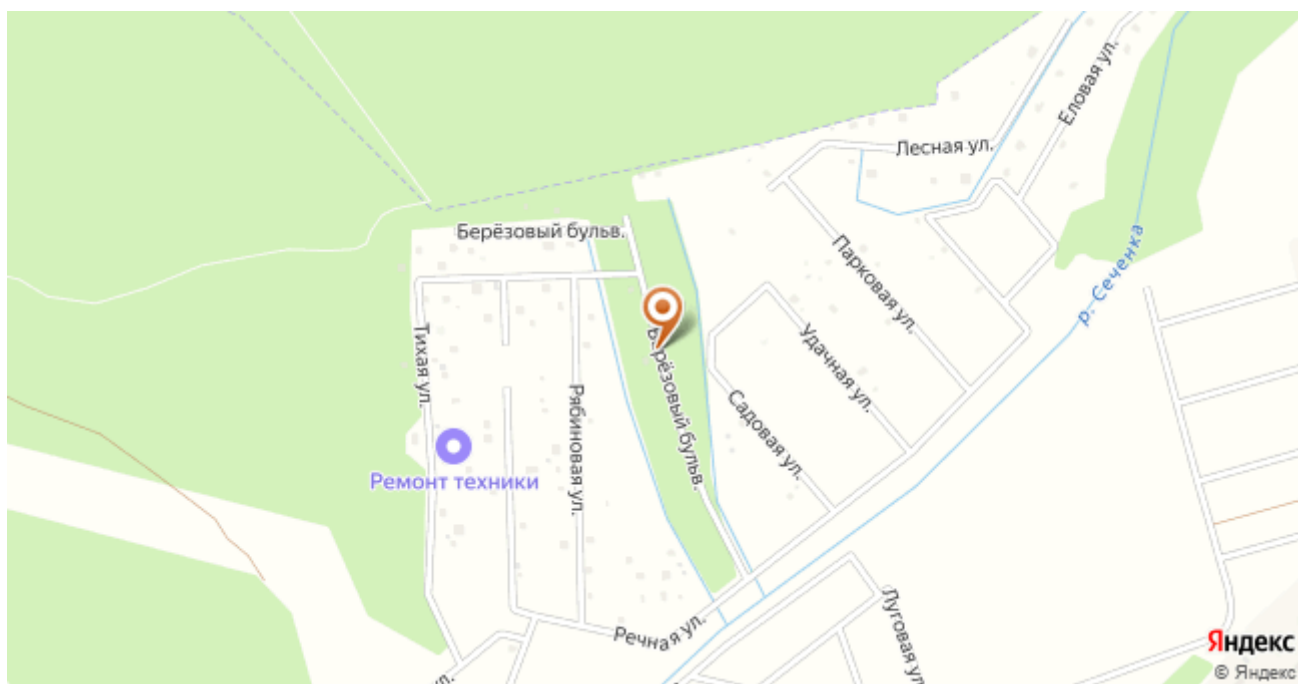 Еловая ул.
Лесная ул.
Берёзовый бульв.
Парковая ул.
р. Сеченка
Тихая ул.
Берёзовый бульв.
Удачная ул.
Рябиновая ул.
Садовая ул.
Ремонт техники
Речная ул.
Луговая ул.
ул.
Яндекс
© Яндекс